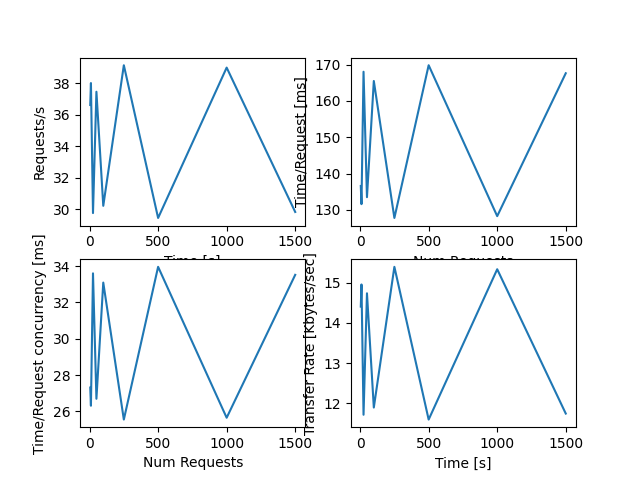 Requests/s
38
36
34
32
30
0 500 1000 1500
Time [s]
Time/Request [ms]
170
160
150
140
130
0 500 1000 1500
Num Requests
Time/Request concurrency [ms]
34
32
30
28
26
0 500 1000 1500
Num Requests
Transfer Rate [Kbytes/sec]
15
14
13
12
0 500 1000 1500
Time [s]